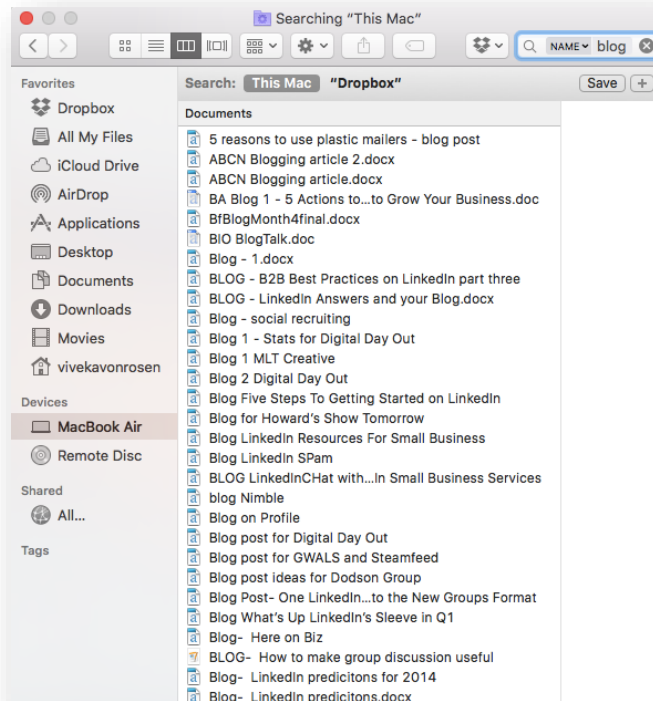 Searching “This Mac”
NAME blog
Favorites
Dropbox
All My Files
iCloud Drive
AirDrop
Applications
Desktop
Documents
Downloads
Movies
vivekavonrosen
Devices
MacBook Air
Remote Disc
Shared
All...
Tags
Search: This Mac “Dropbox” Save +
Documents
5 reasons to use plastic mailers - blog post
ABCN Blogging article 2.docx
ABCN Blogging article.docx
BA Blog 1 - 5 Actions to...to Grow Your Business.doc
BfBlogMonth4final.docx
BIO BlogTalk.doc
Blog - 1.docx
BLOG - B2B Best Practices on LinkedIn part three
BLOG - LinkedIn Answers and your Blog.docx
Blog - social recruiting
Blog 1 - Stats for Digital Day Out
Blog 1 MLT Creative
Blog 2 Digital Day Out
Blog Five Steps To Getting Started on LinkedIn
Blog for Howard’s Show Tomorrow
Blog LinkedIn Resources For Small Business
Blog LinkedIn SPam
BLOG LinkedInCHat with...In Small Business Services
blog Nimble
Blog on Profile
Blog post for Digital Day Out
Blog post for GWALS and Steamfeed
Blog post ideas for Dodson Group
Blog Post- One LinkedIn...to the New Groups Format
Blog What’s Up LinkedIn’s Sleeve in Q1
Blog-  Here on Biz
BLOG-  How to make group discussion useful
Blog-  LinkedIn predicitons for 2014
Blog-  LinkedIn predicitons.docx